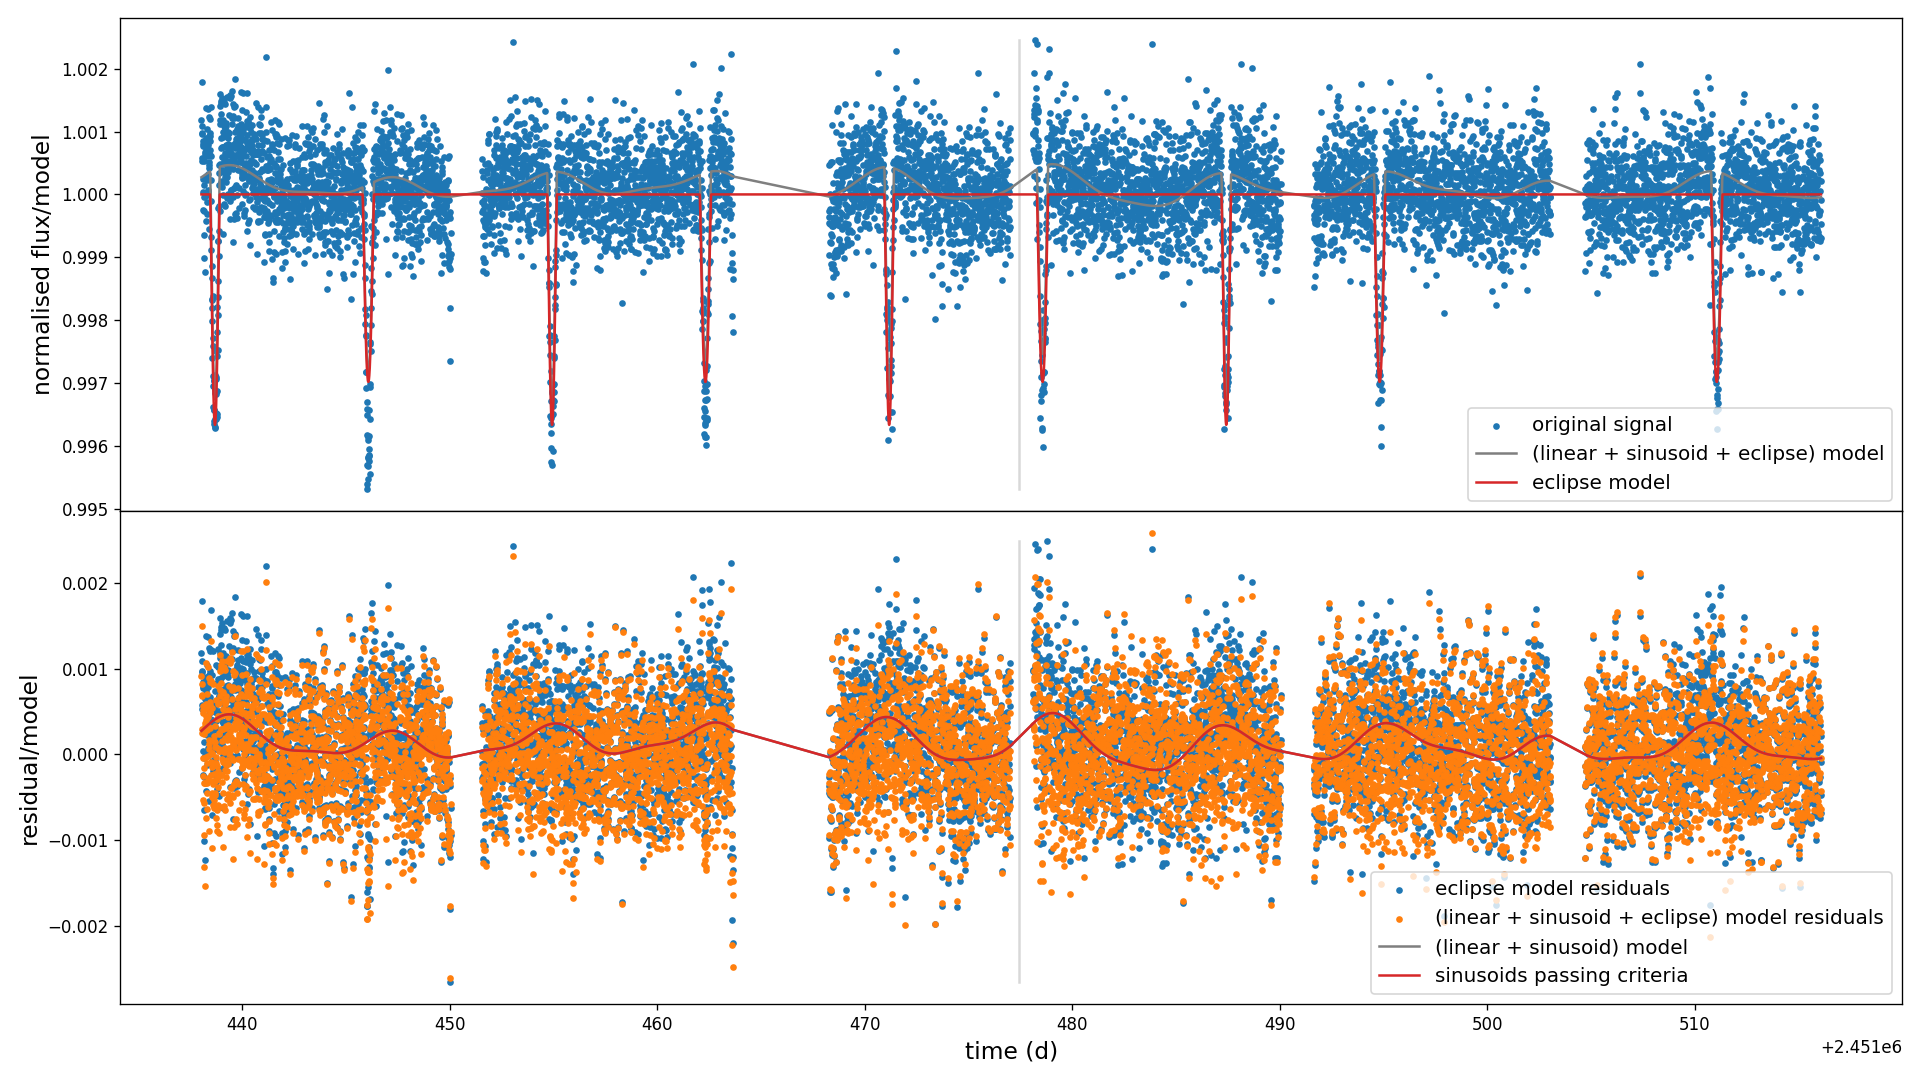 normalised flux/model
1.002
1.001
1.000
0.999
0.998
0.997
0.996
0.995
original signal
(linear + sinusoid + eclipse) model
eclipse model
residual/model
0.002
0.001
0.000
−0.001
−0.002
eclipse model residuals
(linear + sinusoid + eclipse) model residuals
(linear + sinusoid) model
sinusoids passing criteria
440 450 460 470 480 490 500 510
time (d)
+2.451e6